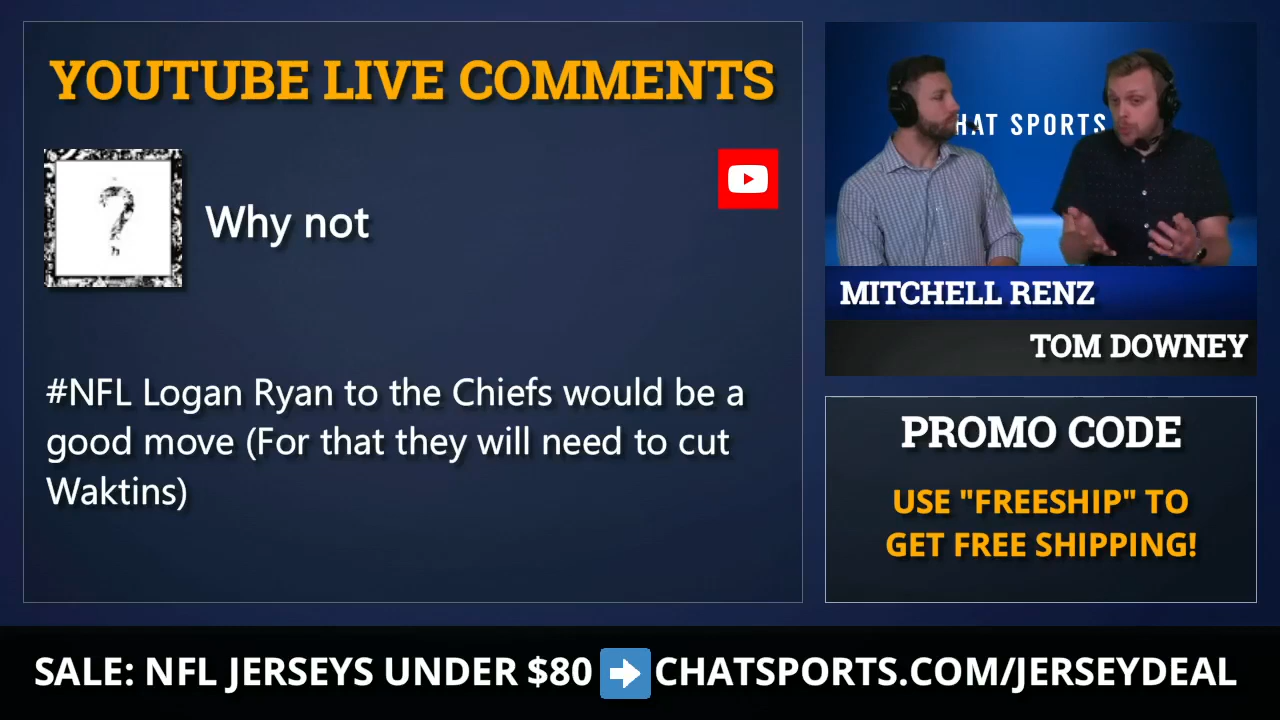 YOUTUBE LIVE COMMENTS
?
Why not
#NFL Logan Ryan to the Chiefs would be a
good move (For that they will need to cut
Waktins)
HAT SPORTS
MITCHELL RENZ
TOM DOWNEY
PROMO CODE
USE "FREESHIP" TO
GET FREE SHIPPING!
SALE: NFL JERSEYS UNDER $80 ➡ CHATSPORTS.COM/JERSEYDEAL